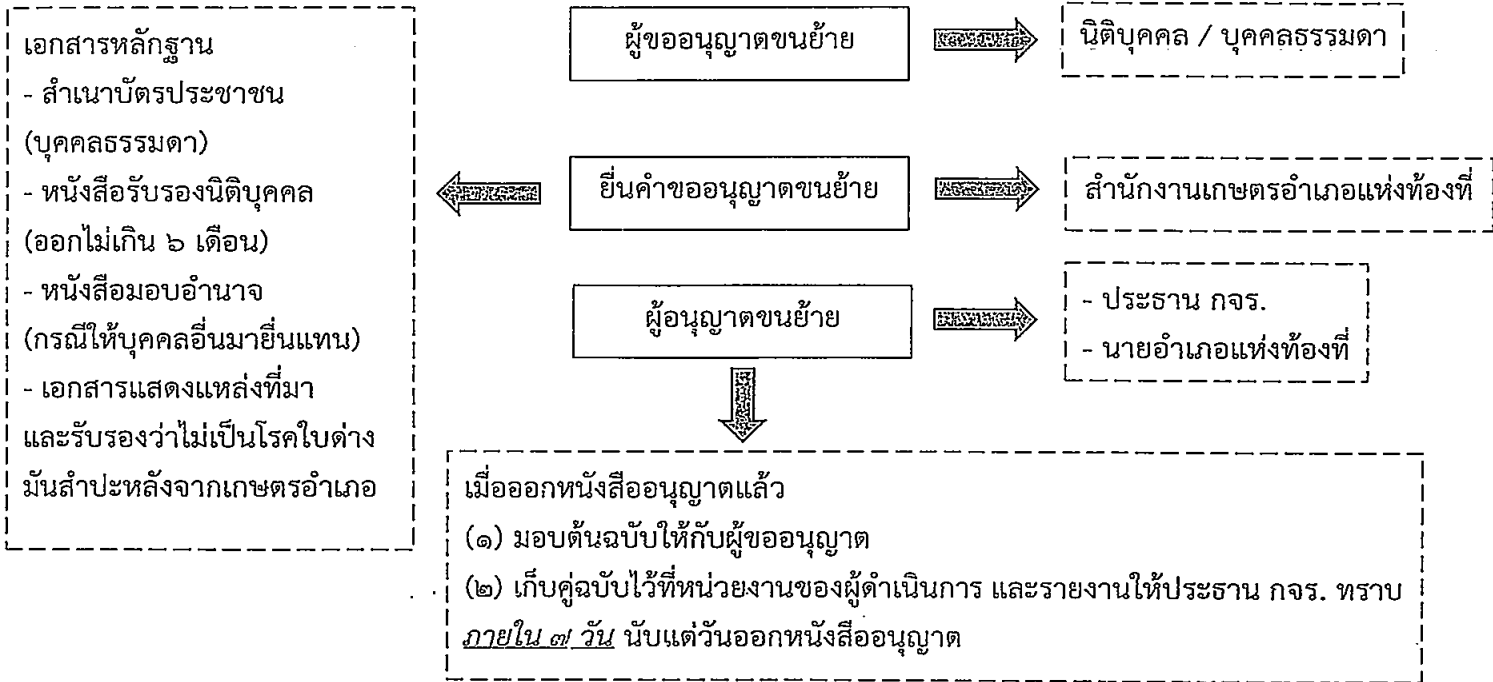 เอกสารหลักฐาน
- สำเนาบัตรประชาชน
(บุคคลธรรมดา)
- หนังสือรับรองนิติบุคคล
(ออกไม่เกิน ๖ เดือน)
- หนังสือมอบอำนาจ
(กรณีให้บุคคลอื่นมายื่นแทน)
- เอกสารแสดงแหล่งที่มา
และรับรองว่าไม่เป็นโรคใบด่าง
มันสำปะหลังจากเกษตรอำเภอ
ผู้ขออนุญาตขนย้าย
นิติบุคคล / บุคคลธรรมดา
ยื่นคำขออนุญาตขนย้าย
สำนักงานเกษตรอำเภอแห่งท้องที่
ผู้อนุญาตขนย้าย
- ประธาน กจร.
- นายอำเภอแห่งท้องที่
เมื่อออกหนังสืออนุญาตแล้ว
(๑) มอบต้นฉบับให้กับผู้ขออนุญาต
(๒) เก็บคู่ฉบับไว้ที่หน่วยงานของผู้ดำเนินการ และรายงานให้ประธาน กจร. ทราบ
ภายใน ๗ วัน นับแต่วันออกหนังสืออนุญาต